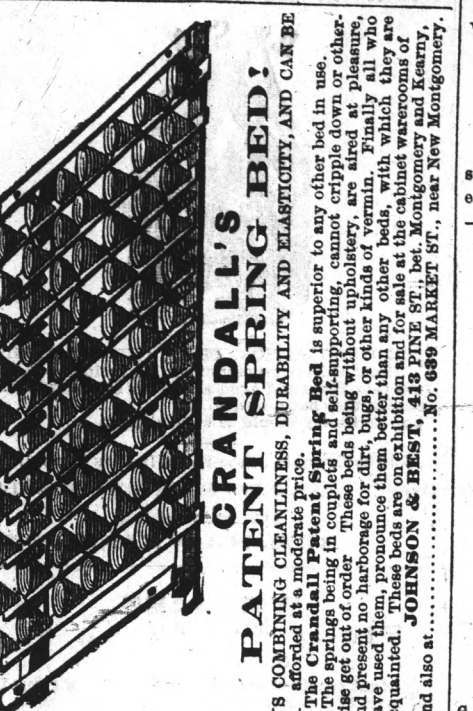 CRANDALL'S
PATENT SPRING BED!
S COMBINING CLEANLINESS, DURABILITY AND ELASTICITY, AND CAN BE
afforded at a moderate price.
The Crandall Patent Spring Bed is superior to any other bed in use.
The springs being in couplets and self-supporting, cannot cripple down or other-
ise get out of order These beds being without upholstery, are aired at pleasure,
nd present no harborage for dirt, bugs, or other kinds of vermin. Finally all who
ave used them, pronounce them better than any other beds, with which they are
quainted. These beds are on exhibition and for sale at the cabinet warerooms of
JOHNSON & BEST, 413 PINE ST., bet. Montgomery and Kearny,
nd also at..........................No. 639 MARKET ST., near New Montgomery.